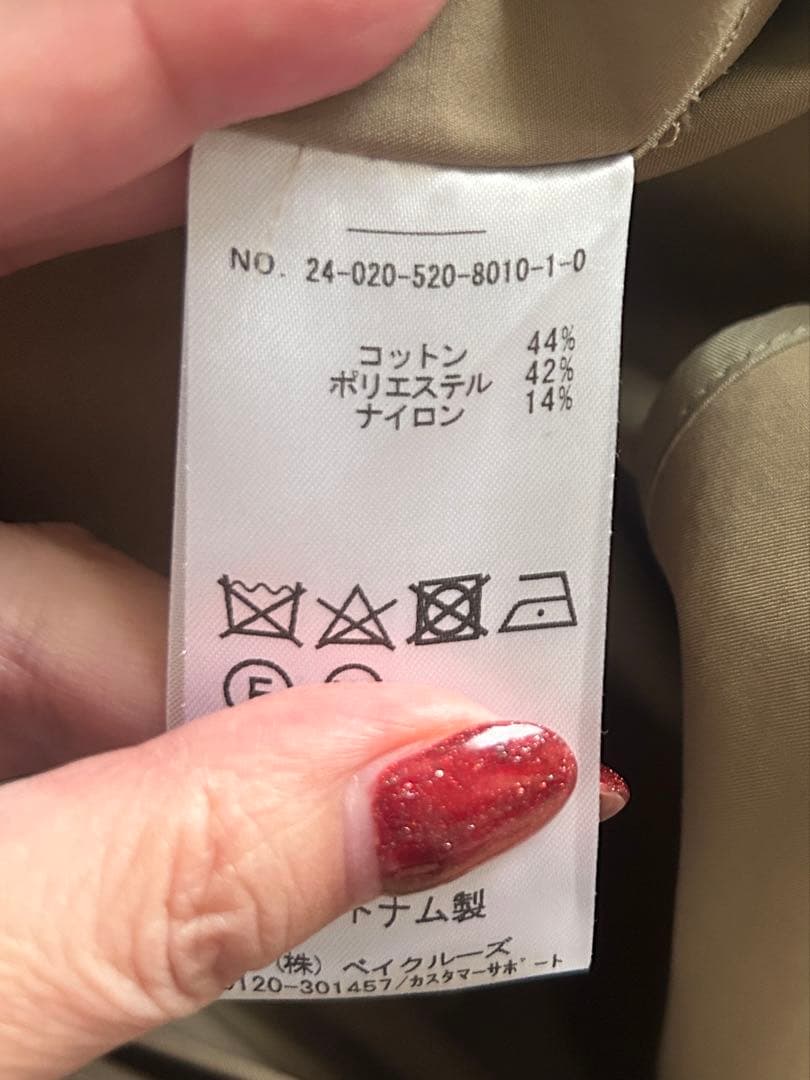 NO. 24-020-520-8010-1-0
コットン 44%
ポリエステル 42%
ナイロン 14%
F
トナム製
(株) ベイクルーズ
0120-301457/カスタマーサポート